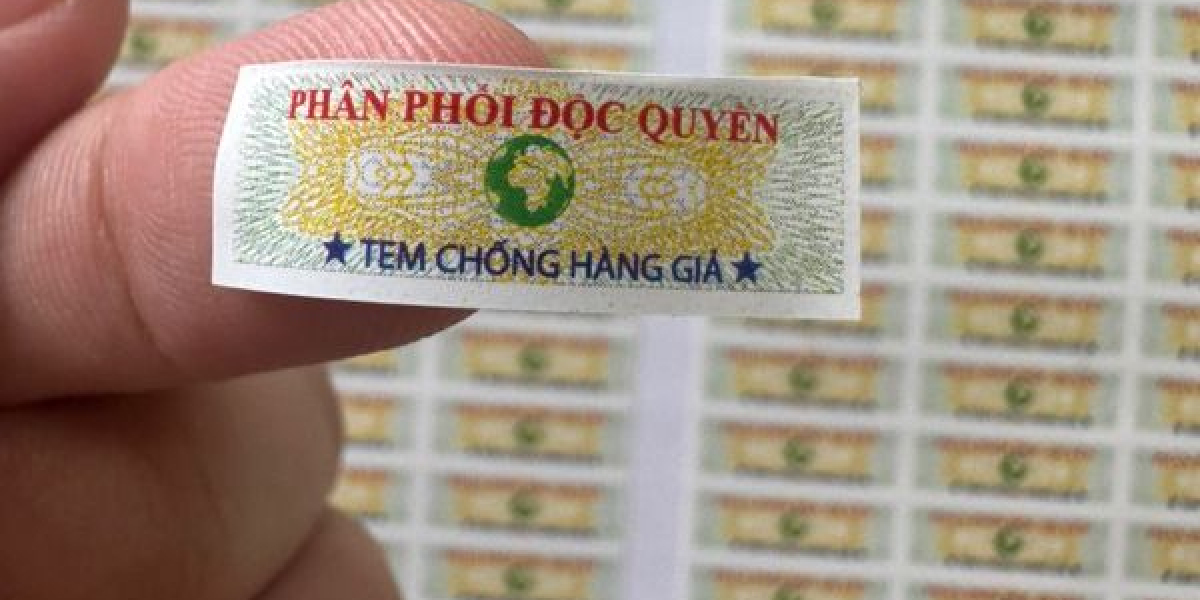 PHÂN PHỐI ĐỘC QUYỀN
★ TEM CHỐNG HÀNG GIẢ ★